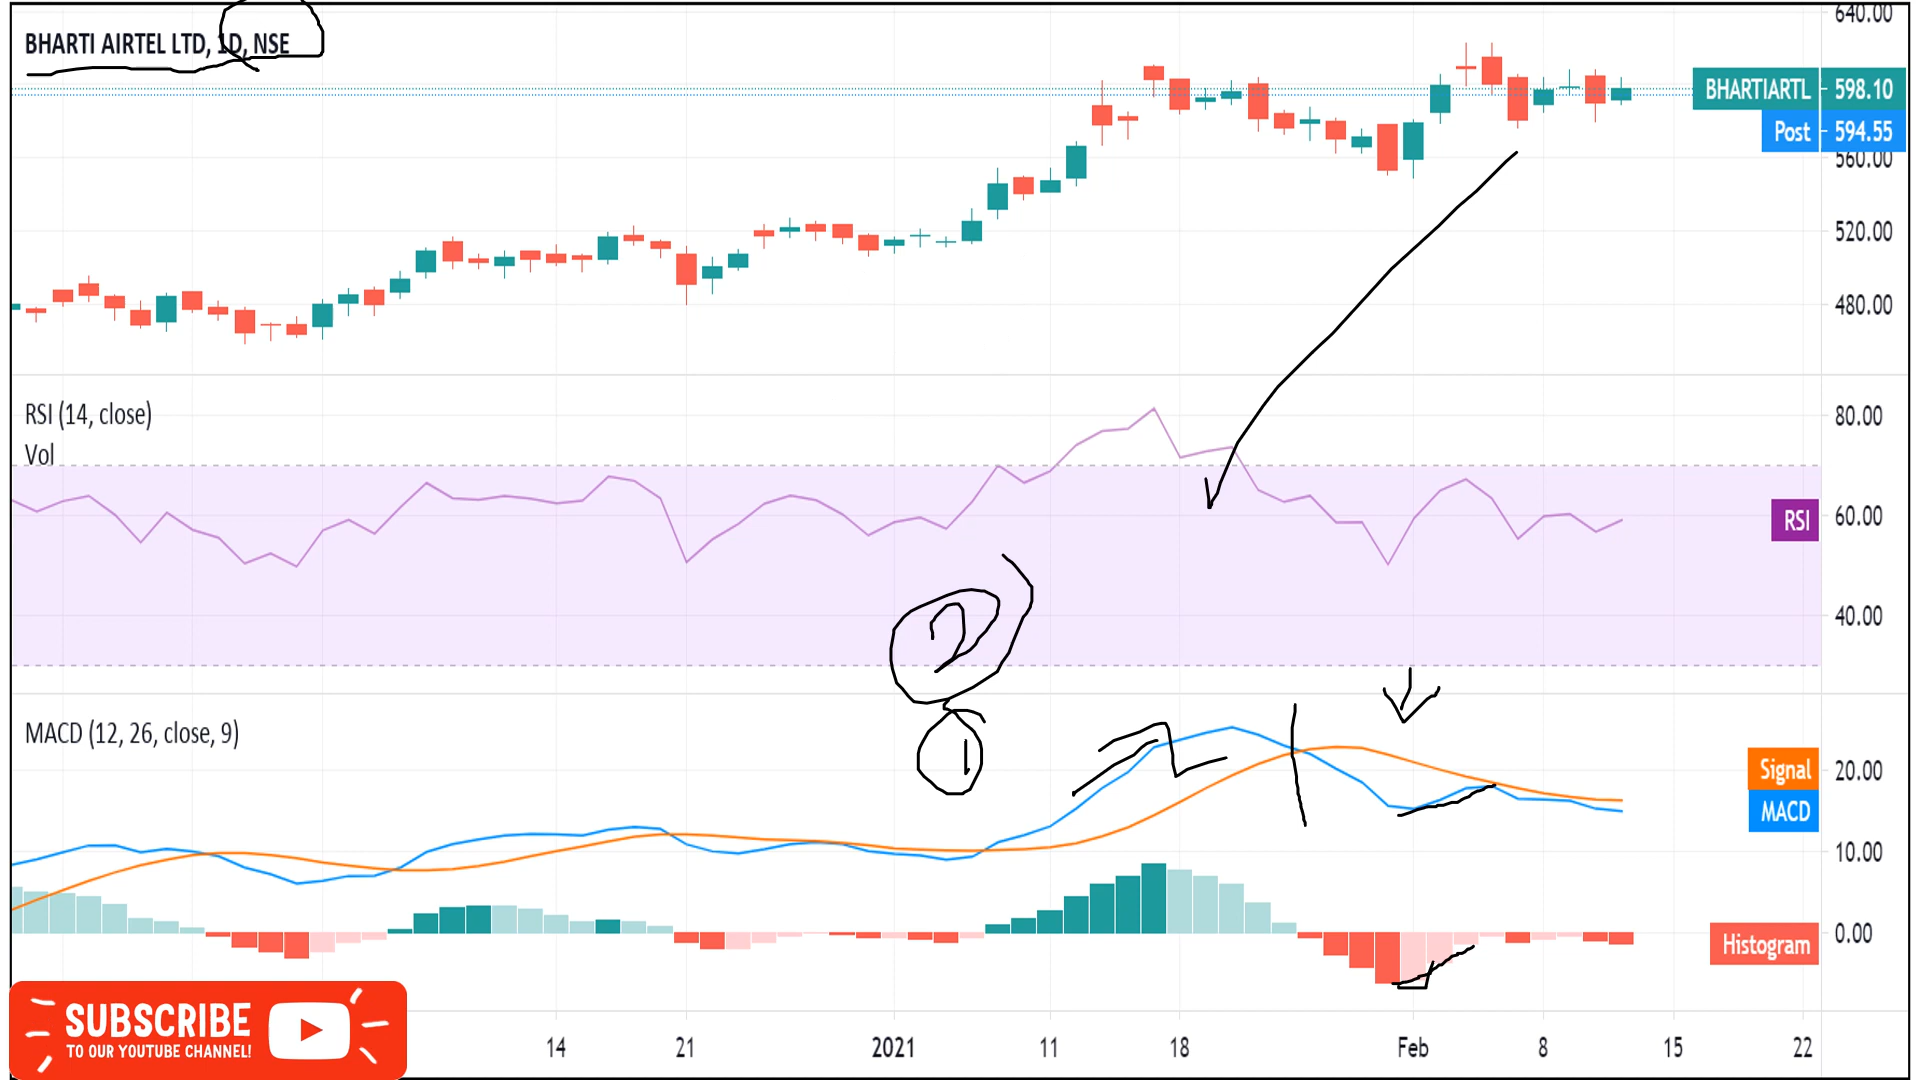 BHARTI AIRTEL LTD, 1D, NSE
640.00
BHARTIARTL 598.10
Post 594.55
560.00
520.00
480.00
RSI (14, close)
Vol
80.00
RSI 60.00
40.00
2
1
MACD (12, 26, close, 9)
Signal 20.00
MACD
10.00
0.00
Histogram
SUBSCRIBE
TO OUR YOUTUBE CHANNEL!
14 21 2021 11 18 Feb 8 15 22